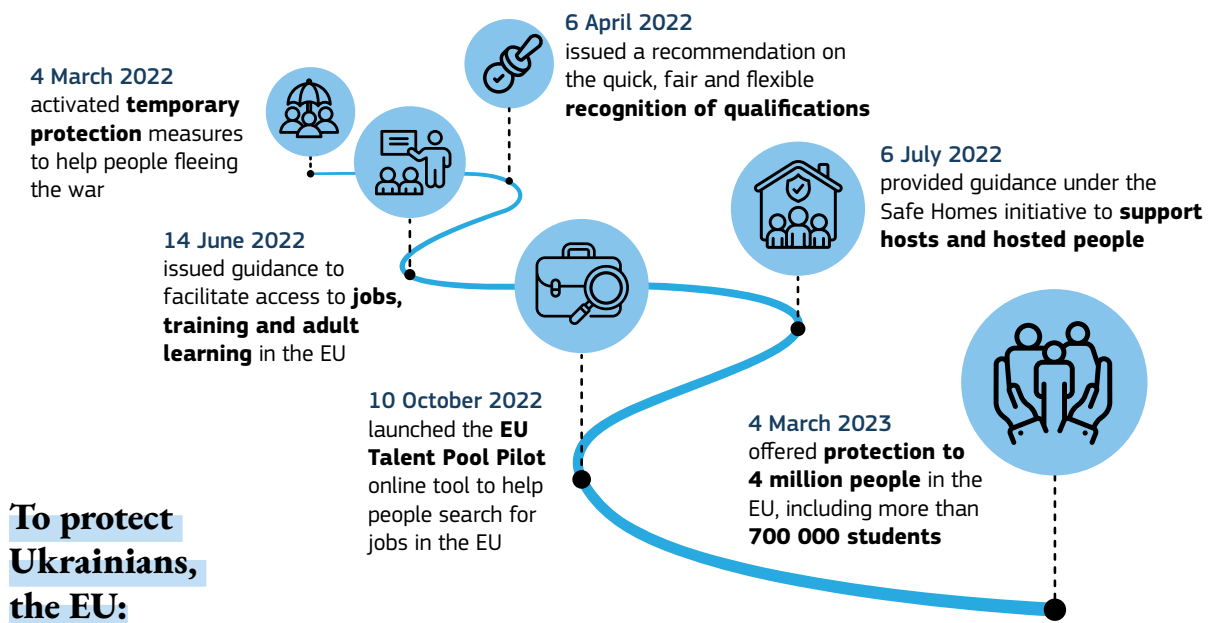 6 April 2022
issued a recommendation on
the quick, fair and flexible
recognition of qualifications
4 March 2022
activated temporary
protection measures
to help people fleeing
the war
6 July 2022
provided guidance under the
Safe Homes initiative to support
hosts and hosted people
14 June 2022
issued guidance to
facilitate access to jobs,
training and adult
learning in the EU
10 October 2022
launched the EU
Talent Pool Pilot
online tool to help
people search for
jobs in the EU
4 March 2023
offered protection to
4 million people in the
EU, including more than
700 000 students
To protect
Ukrainians,
the EU: